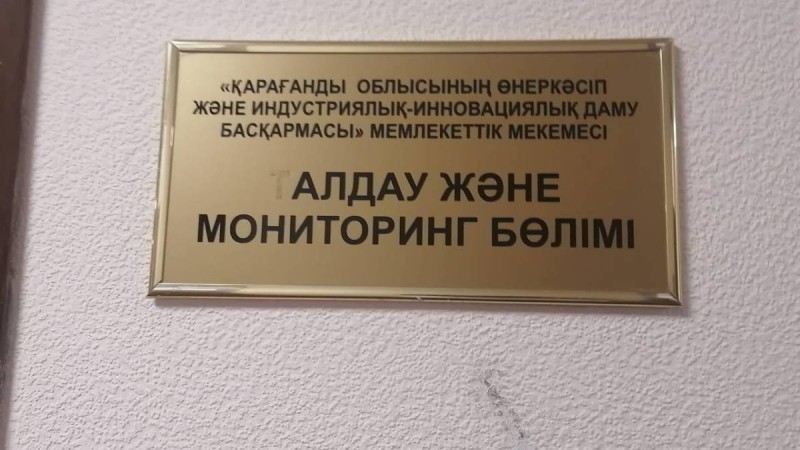 «ҚАРАҒАНДЫ ОБЛЫСЫНЫҢ ӨНЕРКӘСІП
ЖӘНЕ ИНДУСТРИЯЛЫҚ-ИННОВАЦИЯЛЫҚ ДАМУ
БАСҚАРМАСЫ» МЕМЛЕКЕТТІК МЕКЕМЕСІ
ТАЛДАУ ЖӘНЕ
МОНИТОРИНГ БӨЛІМІ